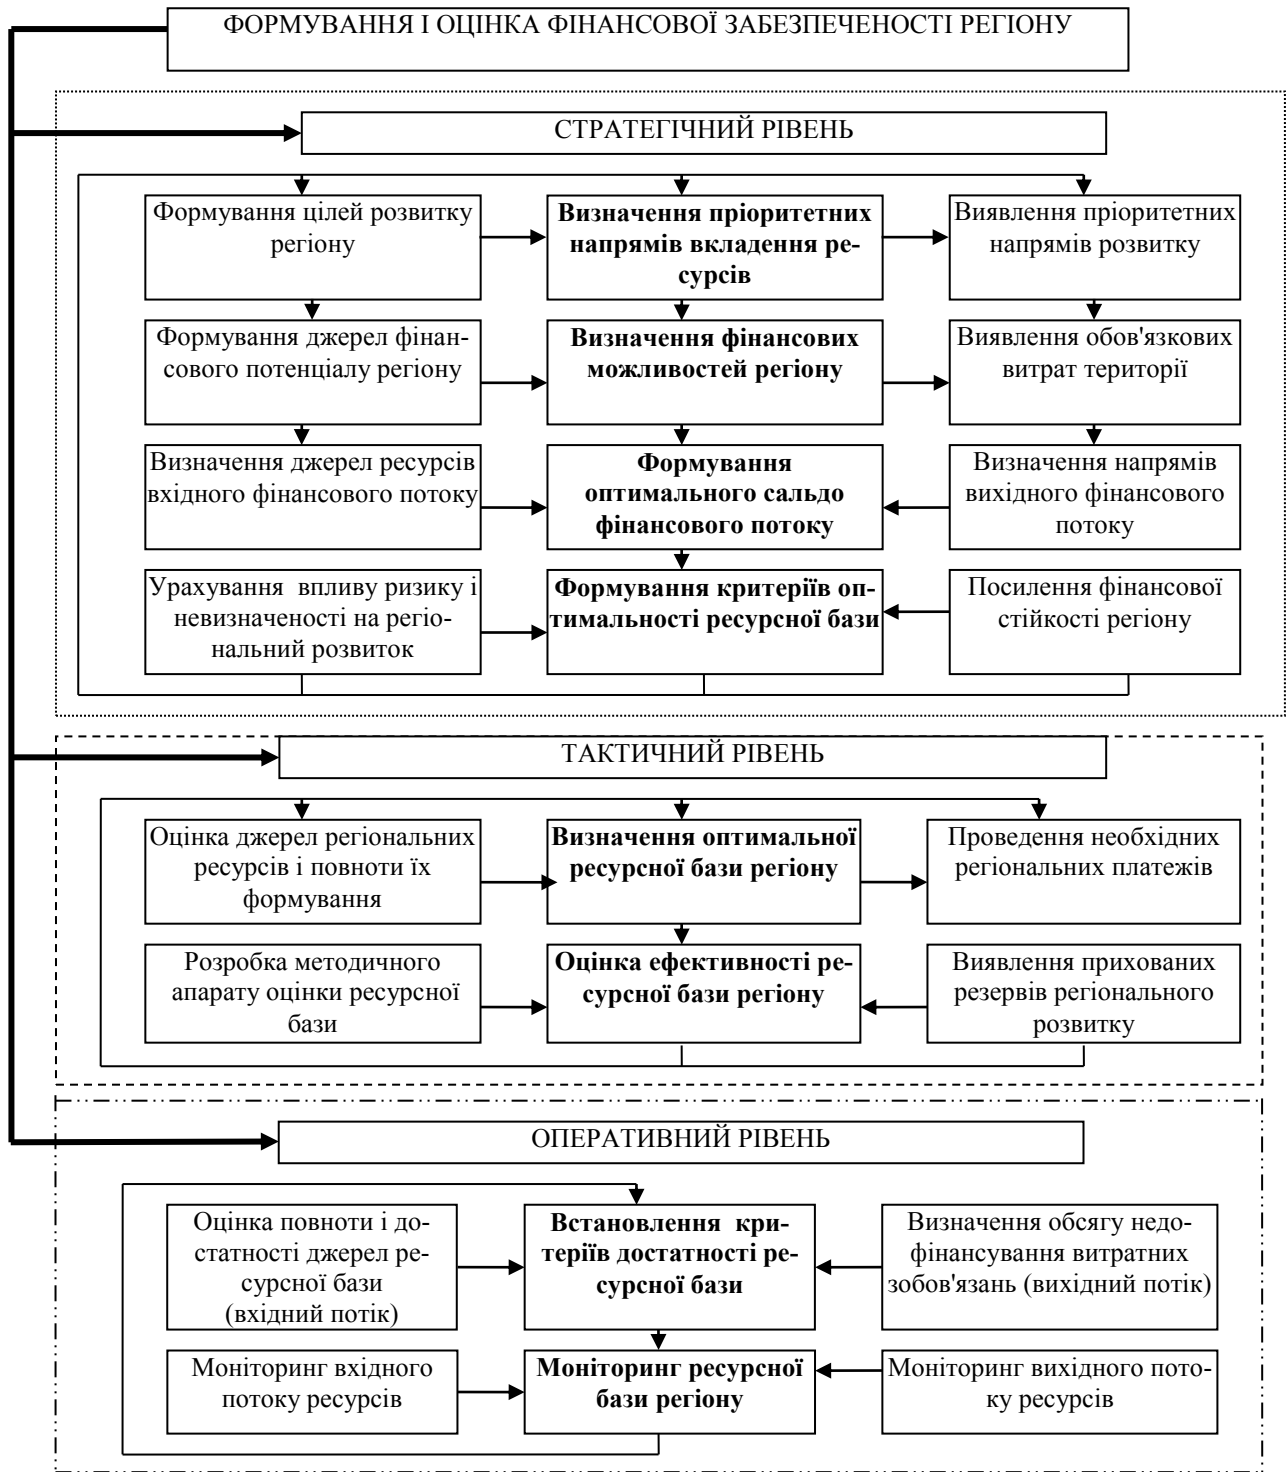 ФОРМУВАННЯ І ОЦІНКА ФІНАНСОВОЇ ЗАБЕЗПЕЧЕНОСТІ РЕГІОНУ
СТРАТЕГІЧНИЙ РІВЕНЬ
Формування цілей розвитку
регіону
Визначення пріоритетних
напрямів вкладення ре-
сурсів
Виявлення пріоритетних
напрямів розвитку
Формування джерел фінан-
сового потенціалу регіону
Визначення фінансових
можливостей регіону
Виявлення обов'язкових
витрат території
Визначення джерел ресурсів
вхідного фінансового потоку
Формування
оптимального сальдо
фінансового потоку
Визначення напрямів
вихідного фінансового
потоку
Урахування впливу ризику і
невизначеності на регіо-
нальний розвиток
Формування критеріїв оп-
тимальності ресурсної бази
Посилення фінансової
стійкості регіону
ТАКТИЧНИЙ РІВЕНЬ
Оцінка джерел регіональних
ресурсів і повноти їх
формування
Визначення оптимальної
ресурсної бази регіону
Проведення необхідних
регіональних платежів
Розробка методичного
апарату оцінки ресурсної
бази
Оцінка ефективності ре-
сурсної бази регіону
Виявлення прихованих
резервів регіонального
розвитку
ОПЕРАТИВНИЙ РІВЕНЬ
Оцінка повноти і до-
статності джерел ре-
сурсної бази
(вхідний потік)
Встановлення кри-
теріїв достатності ре-
сурсної бази
Визначення обсягу недо-
фінансування витратних
зобов'язань (вихідний потік)
Моніторинг вхідного
потоку ресурсів
Моніторинг ресурсної
бази регіону
Моніторинг вихідного пото-
ку ресурсів